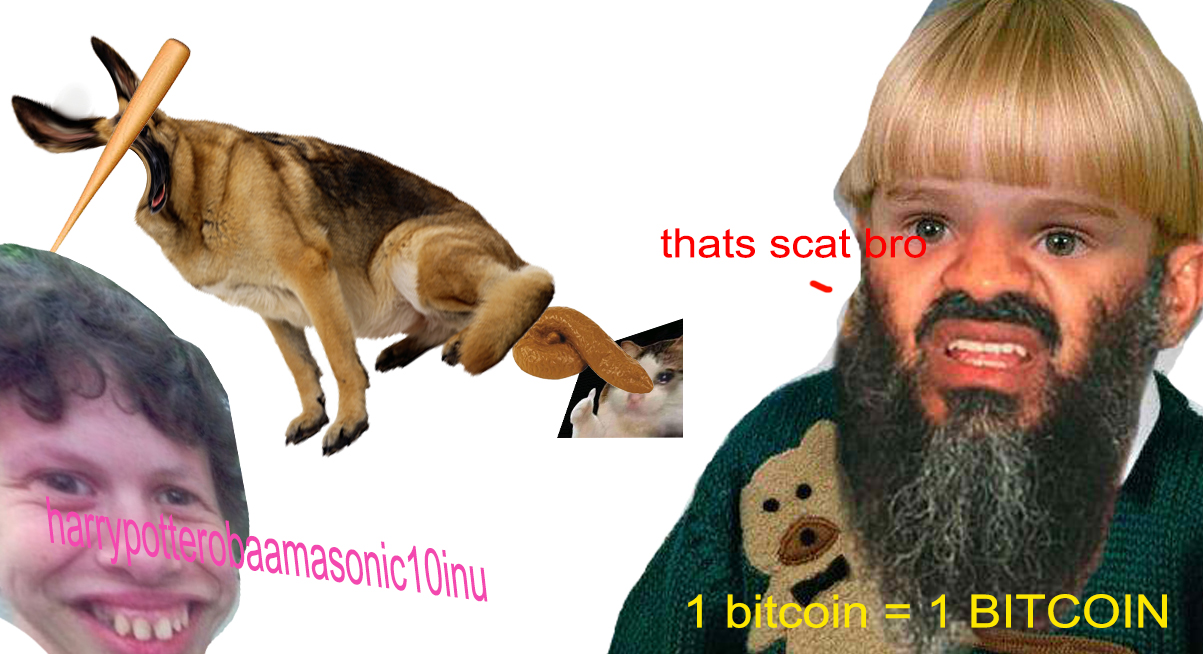 thats scat bro
harrypotterobaamasonic10inu
1 bitcoin = 1 BITCOIN